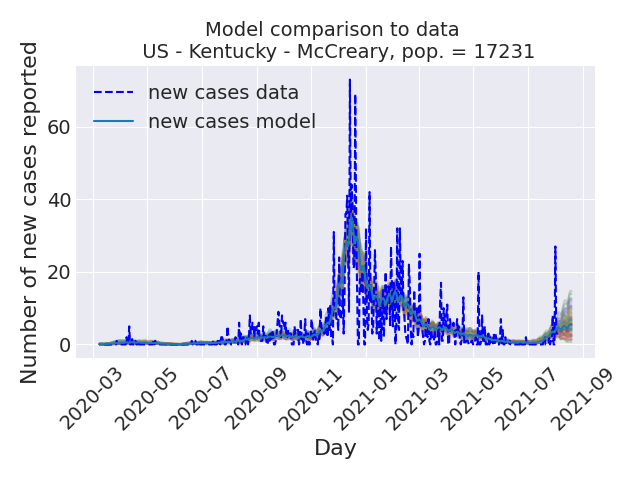 Model comparison to data
US - Kentucky - McCreary, pop. = 17231
Number of new cases reported
new cases data
new cases model
60
40
20
0
2020-03
2020-05
2020-07
2020-09
2020-11
2021-01
2021-03
2021-05
2021-07
2021-09
Day